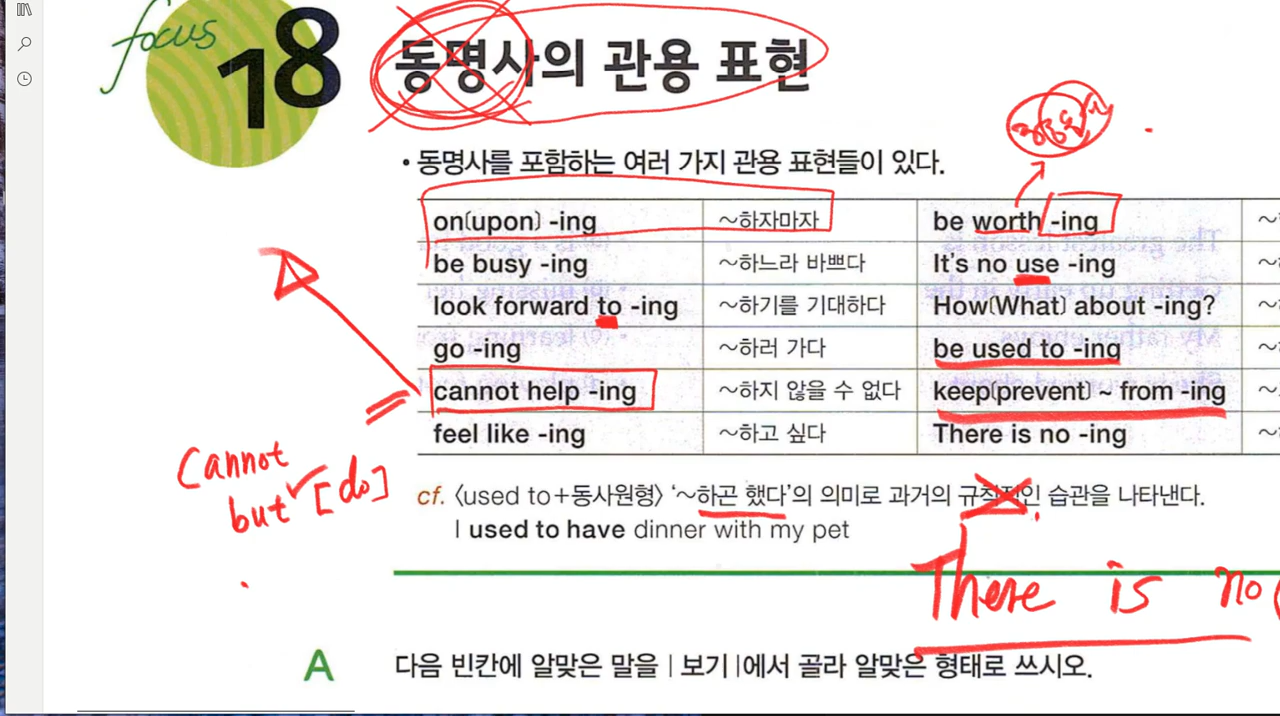 focus
18
동명사의 관용 표현
• 동명사를 포함하는 여러 가지 관용 표현들이 있다.
on(upon) -ing ~하자마자 be worth -ing ~
be busy -ing ~하느라 바쁘다 It's no use -ing ~
look forward to -ing ~하기를 기대하다 How(What) about -ing? ~
go -ing ~하러 가다 be used to -ing ~
cannot help -ing ~하지 않을 수 없다 keep(prevent) ~ from -ing ~
feel like -ing ~하고 싶다 There is no -ing ~
Cannot
but [do]
cf. 〈used to+동사원형〉 '~하곤 했다'의 의미로 과거의 규칙적인 습관을 나타낸다.
I used to have dinner with my pet
There is no
A 다음 빈칸에 알맞은 말을 | 보기 |에서 골라 알맞은 형태로 쓰시오.